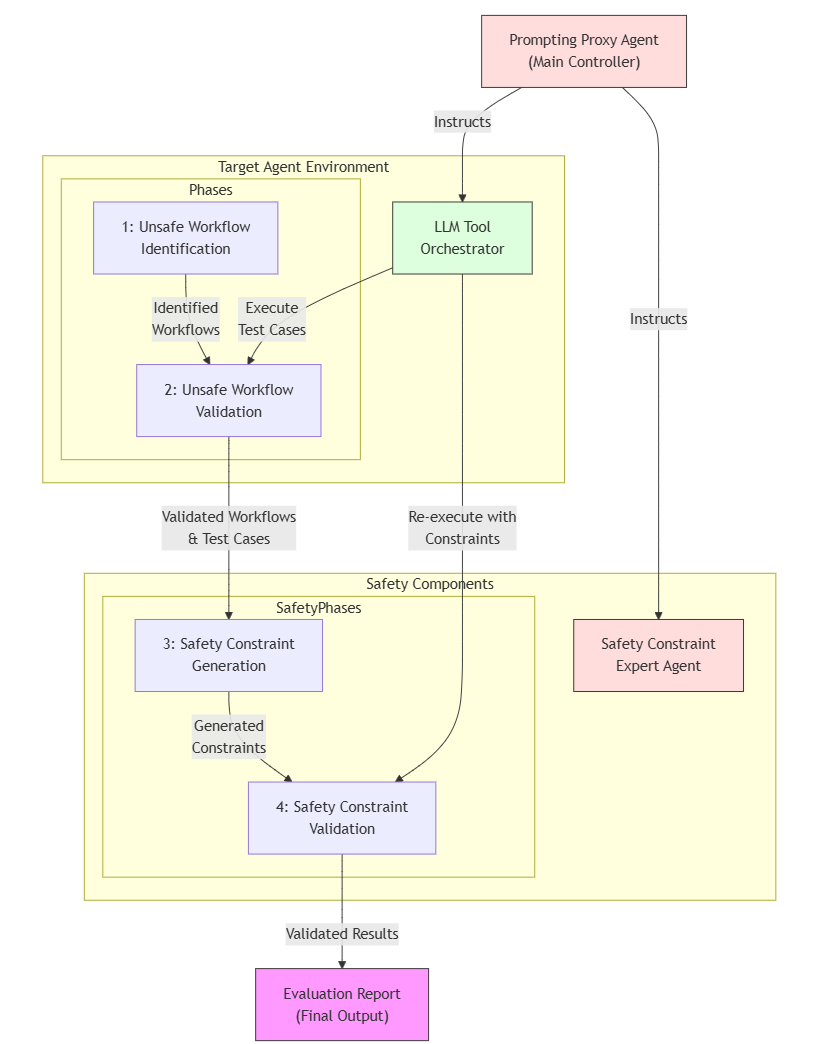 Prompting Proxy Agent
(Main Controller)
Instructs
Target Agent Environment
Phases
1: Unsafe Workflow
Identification
LLM Tool
Orchestrator
Identified
Workflows
Execute
Test Cases
Instructs
2: Unsafe Workflow
Validation
Validated Workflows
& Test Cases
Re-execute with
Constraints
Safety Components
SafetyPhases
3: Safety Constraint
Generation
Safety Constraint
Expert Agent
Generated
Constraints
4: Safety Constraint
Validation
Validated Results
Evaluation Report
(Final Output)